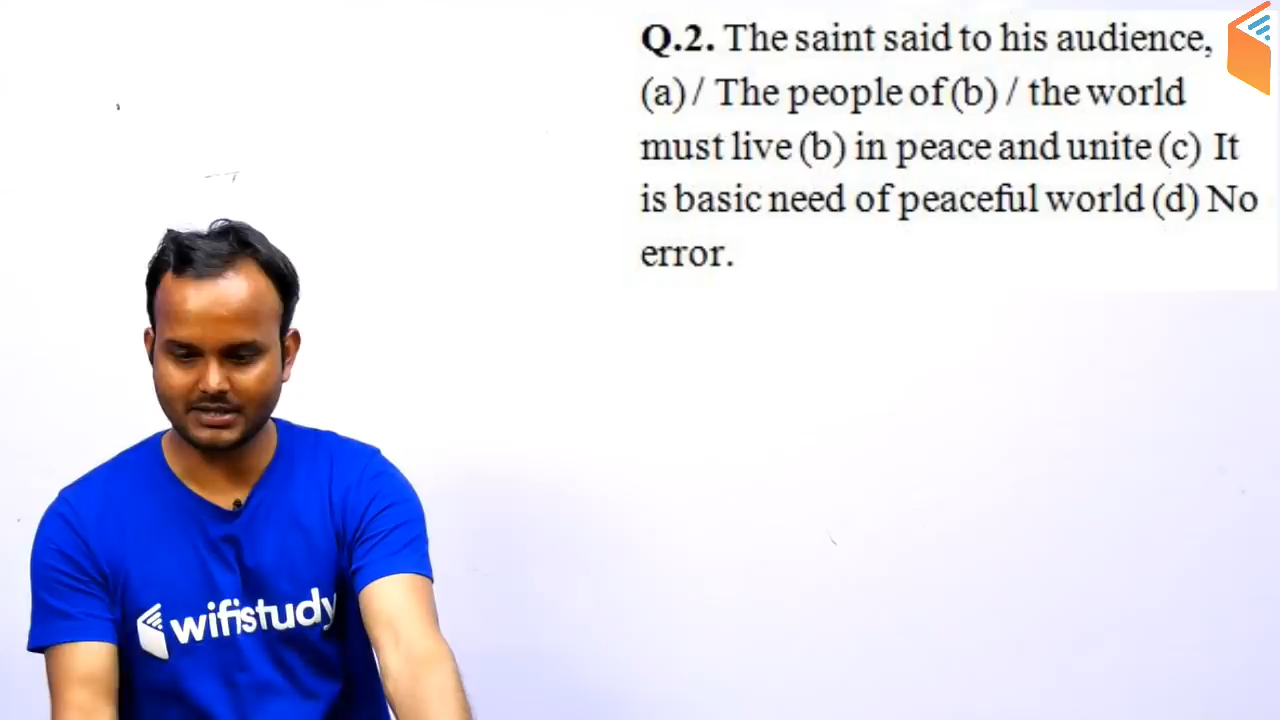 Q.2. The saint said to his audience,
(a) / The people of (b) / the world
must live (b) in peace and unite (c) It
is basic need of peaceful world (d) No
error.
wifistudy